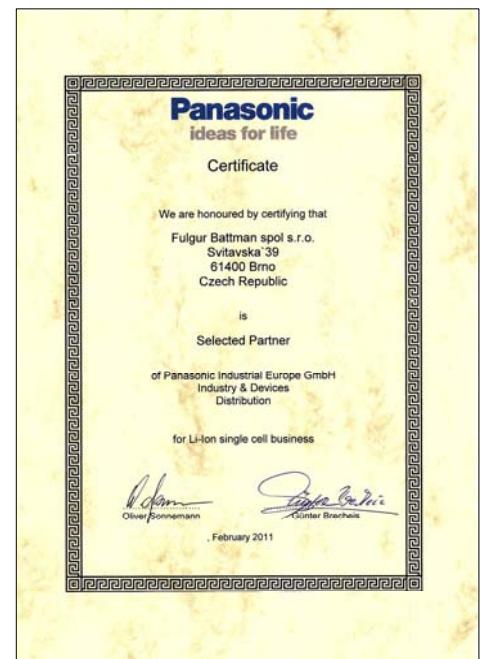 Panasonic
ideas for life
Certificate
We are honoured by certifying that
Fulgur Battman spol s.r.o.
Svitavska`39
61400 Brno
Czech Republic
is
Selected Partner
of Panasonic Industrial Europe GmbH
Industry & Devices
Distribution
for Li-Ion single cell business
Oliver Sonnemann
Günter Brecheis
, February 2011